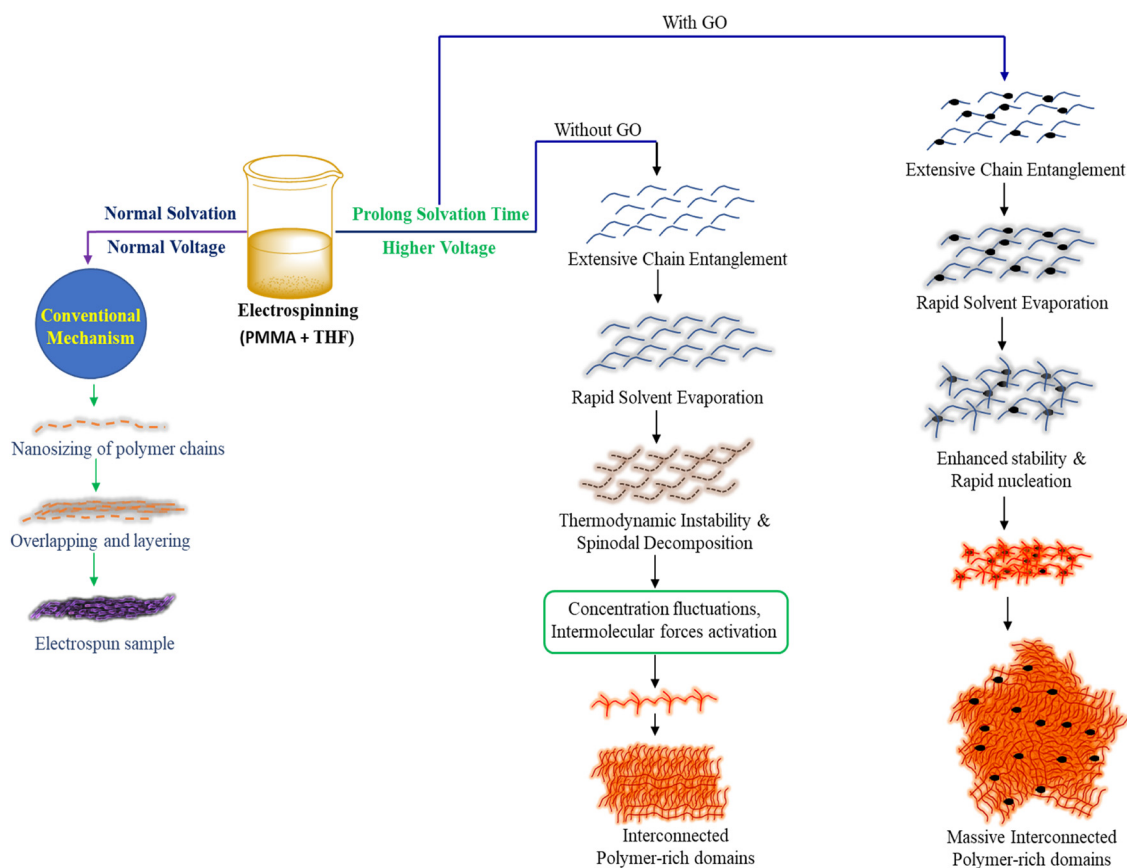 With GO
Without GO
Normal Solvation
Normal Voltage
Prolong Solvation Time
Higher Voltage
Electrospinning
(PMMA + THF)
Conventional
Mechanism
Nanosizing of polymer chains
Overlapping and layering
Electrospun sample
Extensive Chain Entanglement
Rapid Solvent Evaporation
Thermodynamic Instability &
Spinodal Decomposition
Concentration fluctuations,
Intermolecular forces activation
Interconnected
Polymer-rich domains
Extensive Chain Entanglement
Rapid Solvent Evaporation
Enhanced stability &
Rapid nucleation
Massive Interconnected
Polymer-rich domains